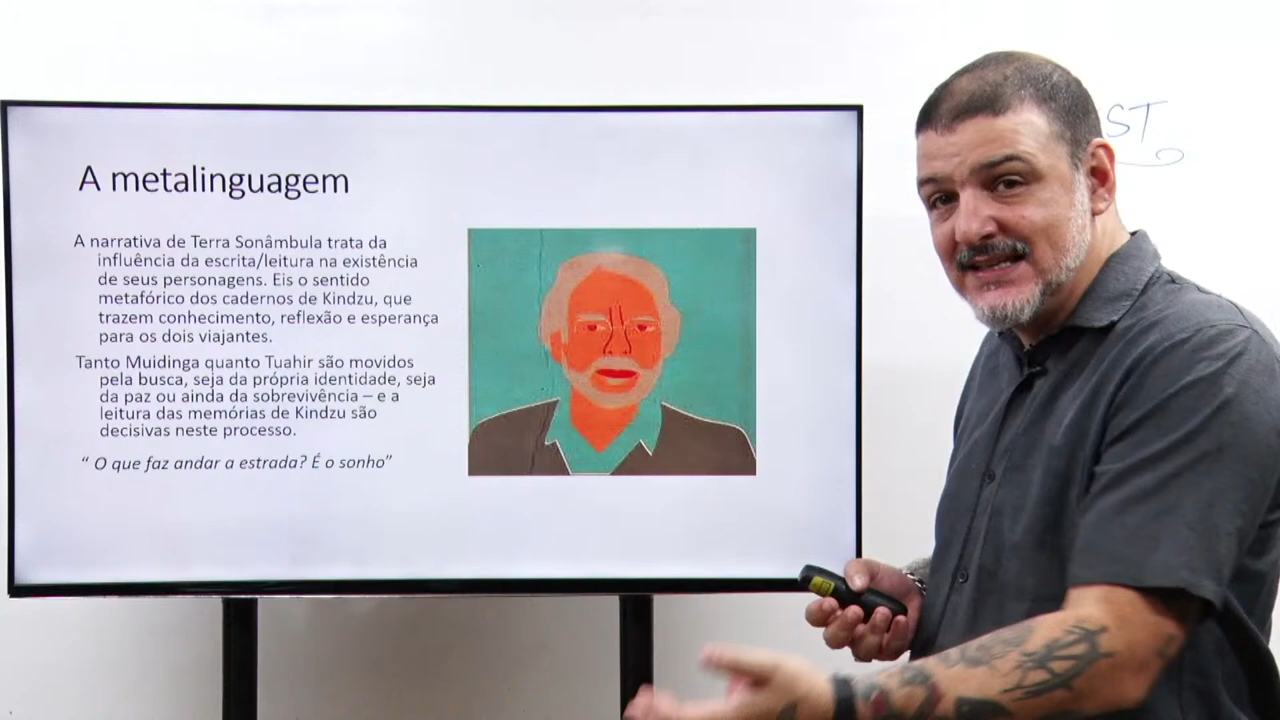 A metalinguagem
A narrativa de Terra Sonâmbula trata da
influência da escrita/leitura na existência
de seus personagens. Eis o sentido
metafórico dos cadernos de Kindzu, que
trazem conhecimento, reflexão e esperança
para os dois viajantes.
Tanto Muidinga quanto Tuahir são movidos
pela busca, seja da própria identidade, seja
da paz ou ainda da sobrevivência – e a
leitura das memórias de Kindzu são
decisivas neste processo.
“ O que faz andar a estrada? É o sonho”
ST